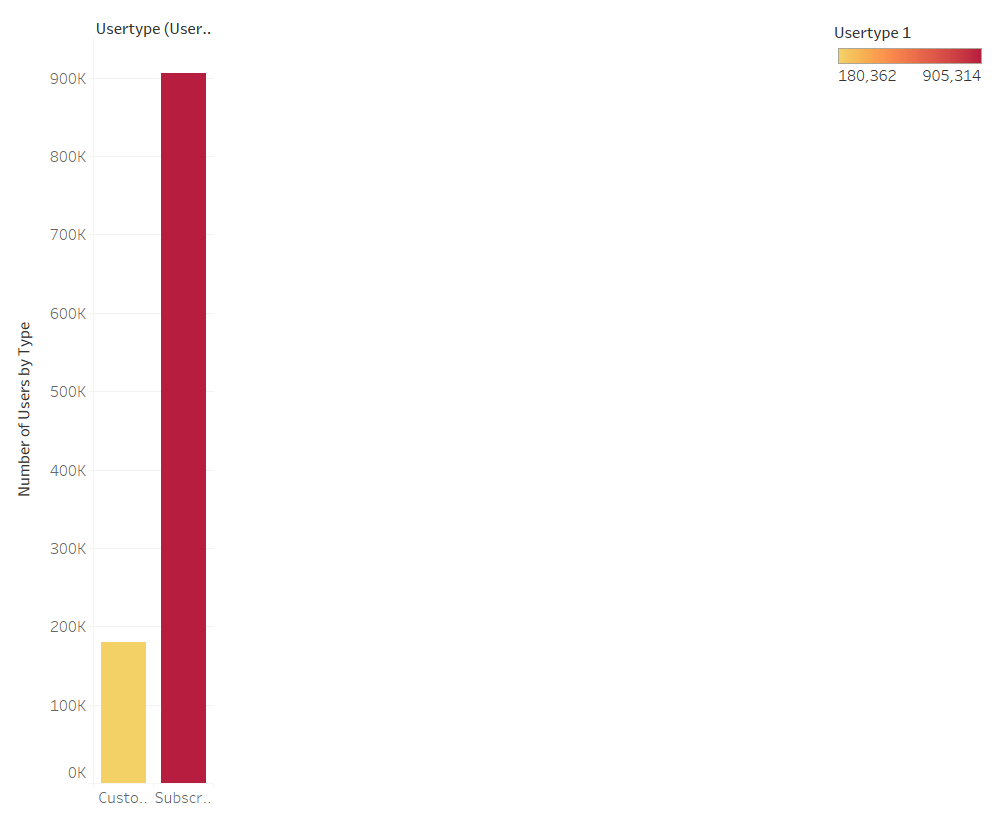 Usertype (User..
Usertype 1
180,362 905,314
900K
800K
700K
600K
500K
400K
300K
200K
100K
0K
Number of Users by Type
Custo.. Subscr..